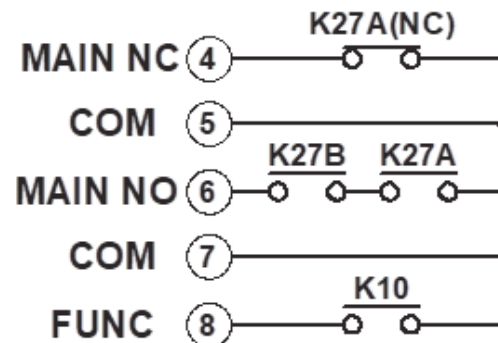 K27A(NC)
MAIN NC 4
COM 5
K27B K27A
MAIN NO 6
COM 7
K10
FUNC 8